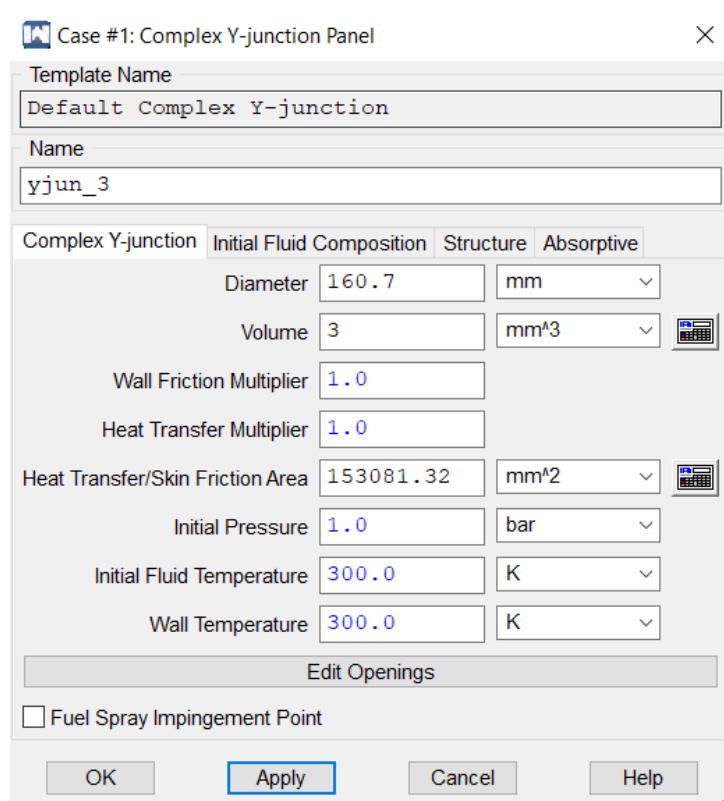 Case #1: Complex Y-junction Panel
Template Name
Default Complex Y-junction
Name
yjun_3
Complex Y-junction Initial Fluid Composition Structure Absorptive
Diameter 160.7 mm
Volume 3 mm^3
Wall Friction Multiplier 1.0
Heat Transfer Multiplier 1.0
Heat Transfer/Skin Friction Area 153081.32 mm^2
Initial Pressure 1.0 bar
Initial Fluid Temperature 300.0 K
Wall Temperature 300.0 K
Edit Openings
Fuel Spray Impingement Point
OK Apply Cancel Help